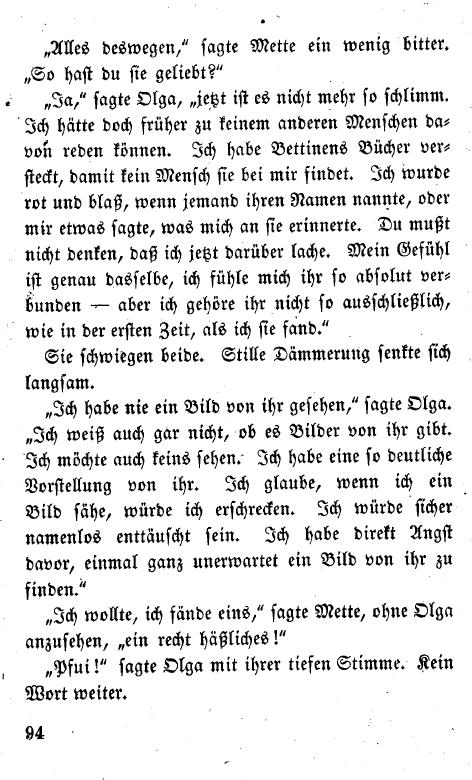 „Alles deswegen,“ sagte Mette ein wenig bitter.
„So hast du sie geliebt?“
„Ja,“ sagte Olga, „jetzt ist es nicht mehr so schlimm.
Ich hätte doch früher zu keinem anderen Menschen da-
von reden können. Ich habe Bettinens Bücher ver-
steckt, damit kein Mensch sie bei mir findet. Ich wurde
rot und blaß, wenn jemand ihren Namen nannte, oder
mir etwas sagte, was mich an sie erinnerte. Du mußt
nicht denken, daß ich jetzt darüber lache. Mein Gefühl
ist genau dasselbe, ich fühle mich ihr so absolut ver-
bunden — aber ich gehöre ihr nicht so ausschließlich,
wie in der ersten Zeit, als ich sie fand.“
Sie schwiegen beide. Stille Dämmerung senkte sich
langsam.
„Ich habe nie ein Bild von ihr gesehen,“ sagte Olga.
„Ich weiß auch gar nicht, ob es Bilder von ihr gibt.
Ich möchte auch keins sehen. Ich habe eine so deutliche
Vorstellung von ihr. Ich glaube, wenn ich ein
Bild sähe, würde ich erschrecken. Ich würde sicher
namenlos enttäuscht sein. Ich habe direkt Angst
davor, einmal ganz unerwartet ein Bild von ihr zu
finden.“
„Ich wollte, ich fände eins,“ sagte Mette, ohne Olga
anzusehen, „ein recht häßliches!“
„Pfui!“ sagte Olga mit ihrer tiefen Stimme. Kein
Wort weiter.
94